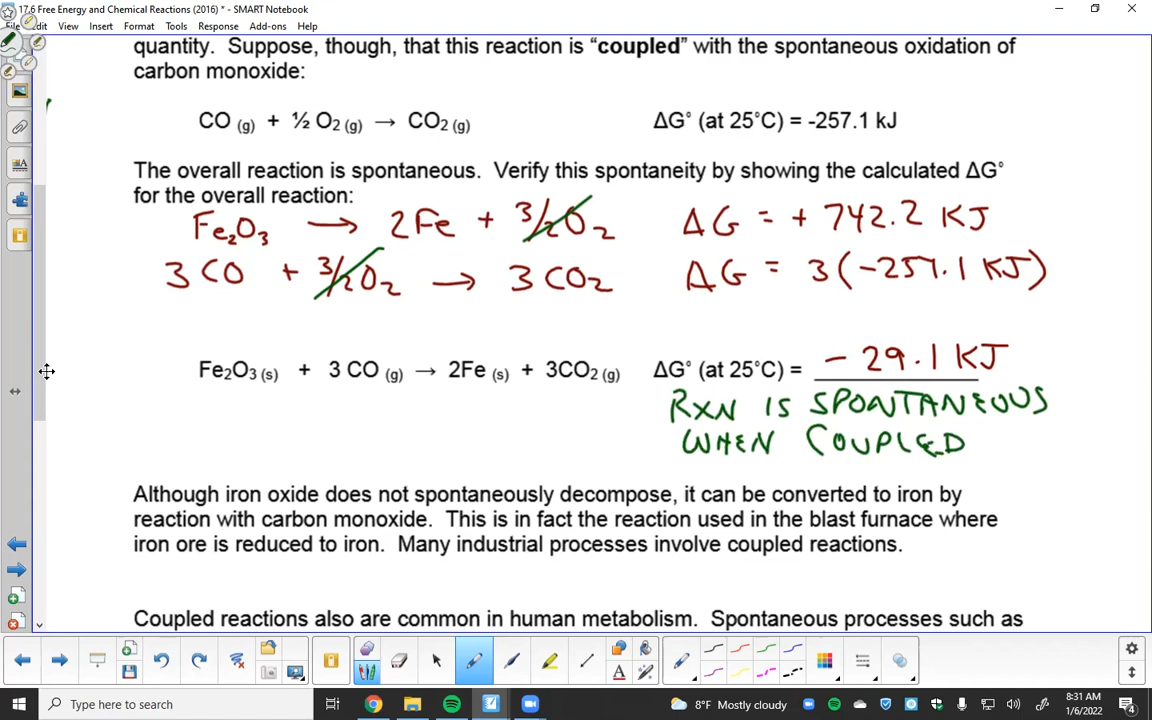 17.6 Free Energy and Chemical Reactions (2016) * - SMART Notebook
File Edit View Insert Format Tools Response Add-ons Help
quantity. Suppose, though, that this reaction is “coupled” with the spontaneous oxidation of
carbon monoxide:
CO (g) + ½ O2 (g) → CO2 (g) ΔG° (at 25°C) = -257.1 kJ
The overall reaction is spontaneous. Verify this spontaneity by showing the calculated ΔG°
for the overall reaction:
Fe2O3 → 2Fe + 3/2O2 ΔG = + 742.2 KJ
3 CO + 3/2O2 → 3 CO2 ΔG = 3(-257.1 KJ)
Fe2O3 (s) + 3 CO (g) → 2Fe (s) + 3CO2 (g) ΔG° (at 25°C) = - 29.1 KJ
RXN IS SPONTANEOUS
WHEN COUPLED
Although iron oxide does not spontaneously decompose, it can be converted to iron by
reaction with carbon monoxide. This is in fact the reaction used in the blast furnace where
iron ore is reduced to iron. Many industrial processes involve coupled reactions.
Coupled reactions also are common in human metabolism. Spontaneous processes such as
Type here to search
8°F Mostly cloudy
8:31 AM
1/6/2022
4